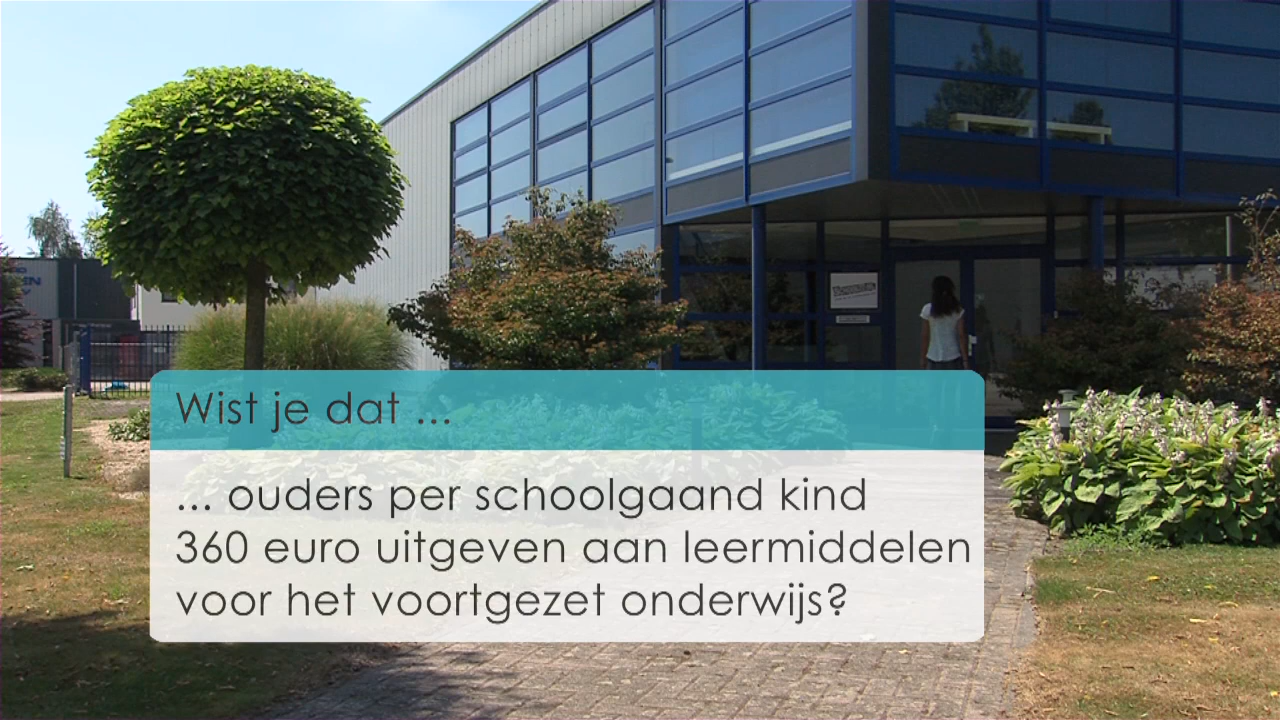 Wist je dat ...
... ouders per schoolgaand kind
360 euro uitgeven aan leermiddelen
voor het voortgezet onderwijs?